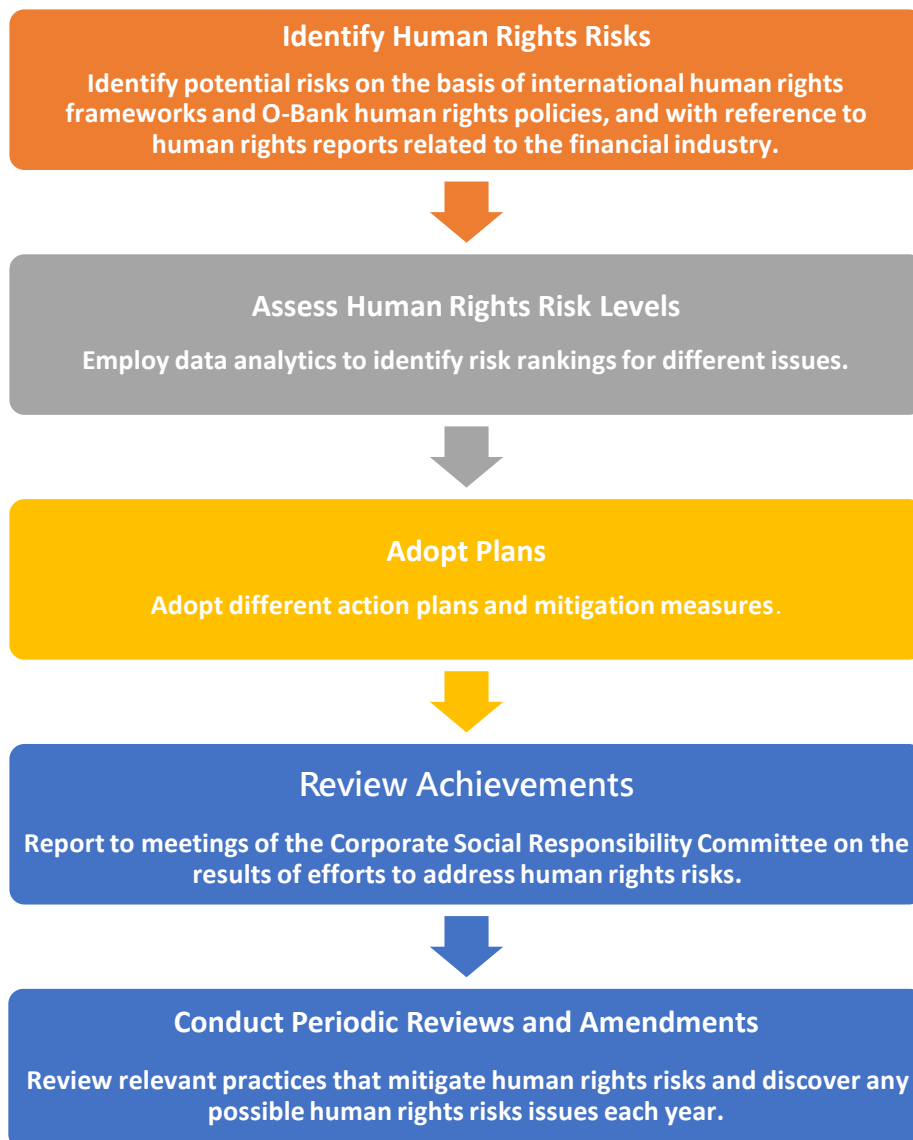 Identify Human Rights Risks
Identify potential risks on the basis of international human rights
frameworks and O-Bank human rights policies, and with reference to
human rights reports related to the financial industry.
Assess Human Rights Risk Levels
Employ data analytics to identify risk rankings for different issues.
Adopt Plans
Adopt different action plans and mitigation measures.
Review Achievements
Report to meetings of the Corporate Social Responsibility Committee on the
results of efforts to address human rights risks.
Conduct Periodic Reviews and Amendments
Review relevant practices that mitigate human rights risks and discover any
possible human rights risks issues each year.